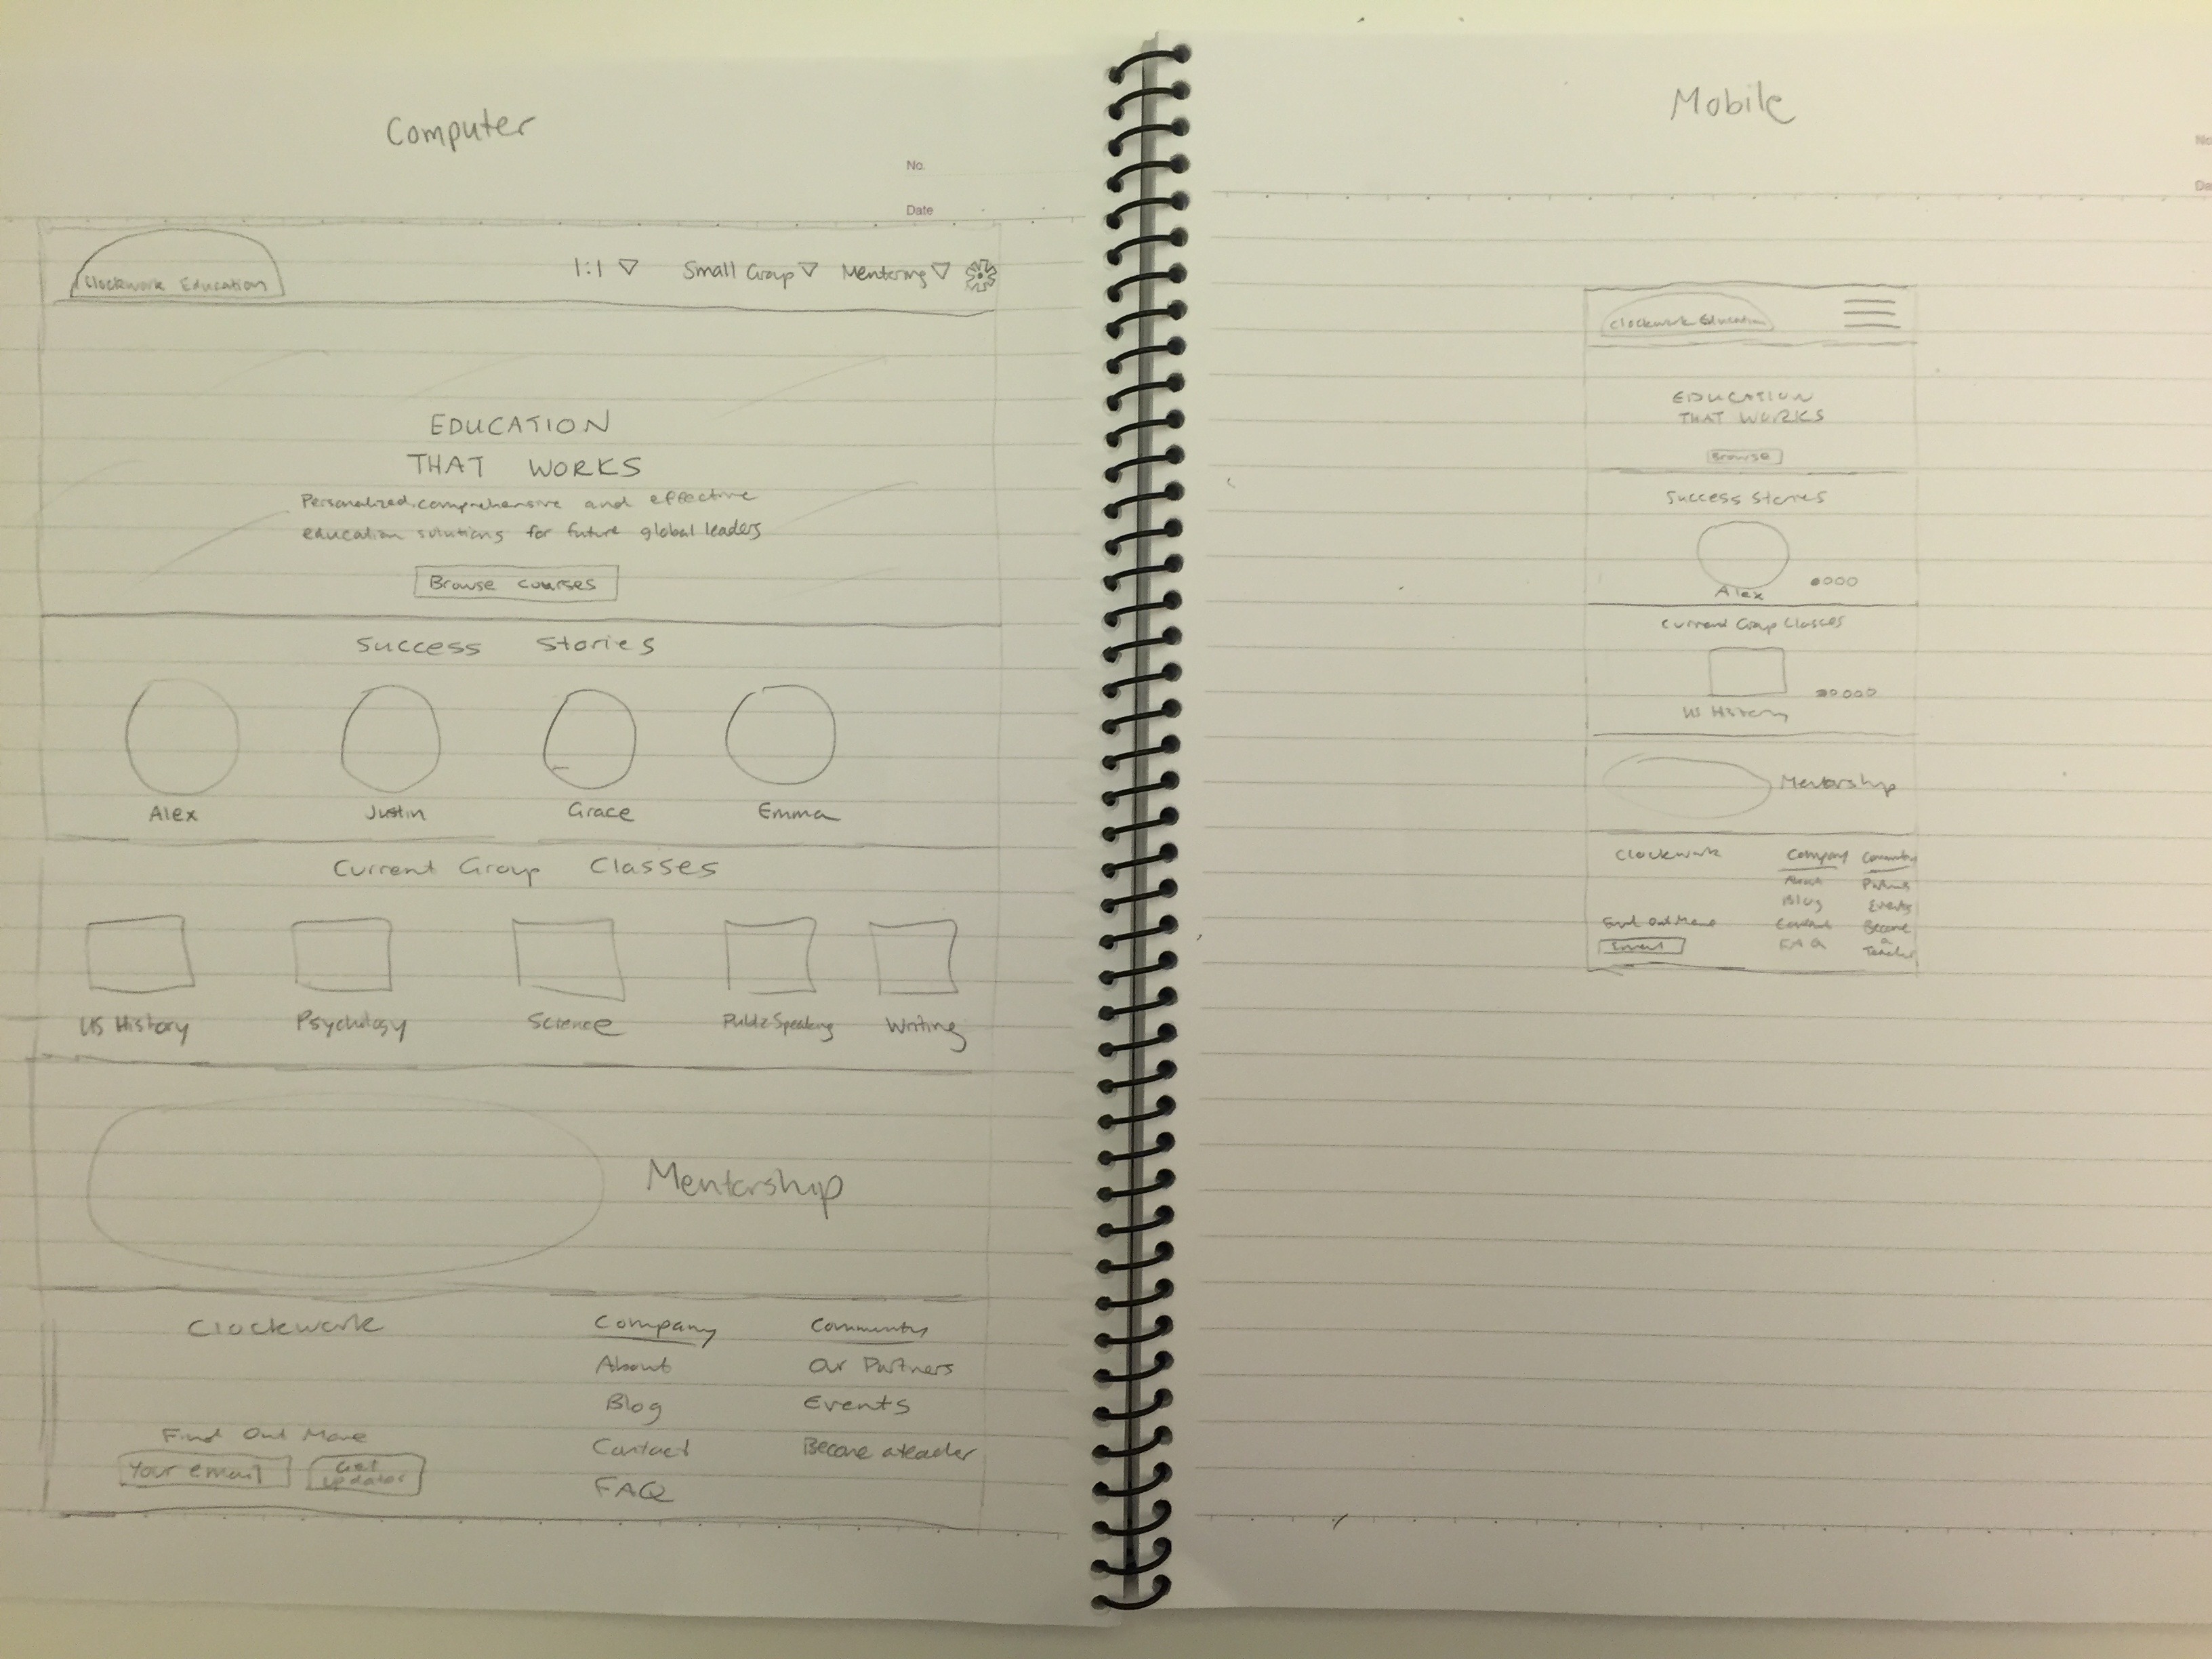 Computer
No.
Date
Clockwork Education
1:1 ▽ Small Group ▽ Mentoring ▽
EDUCATION
THAT WORKS
Personalized, comprehensive and effective
education solutions for future global leaders
Browse courses
Success Stories
Alex Justin Grace Emma
Current Group Classes
US History Psychology Science Public Speaking Writing
Mentorship
Clockwork Company Community
About Our Partners
Blog Events
Find Out More Contact Become a teacher
Your email Get
updates
FAQ
Mobile
No
Da
Clockwork Education
EDUCATION
THAT WORKS
Browse
Success Stories
Alex
Current Group Classes
US History
Mentorship
Clockwork Company Community
About Partners
Blog Events
Find Out More Contact Become
a
Email FAQ Teacher